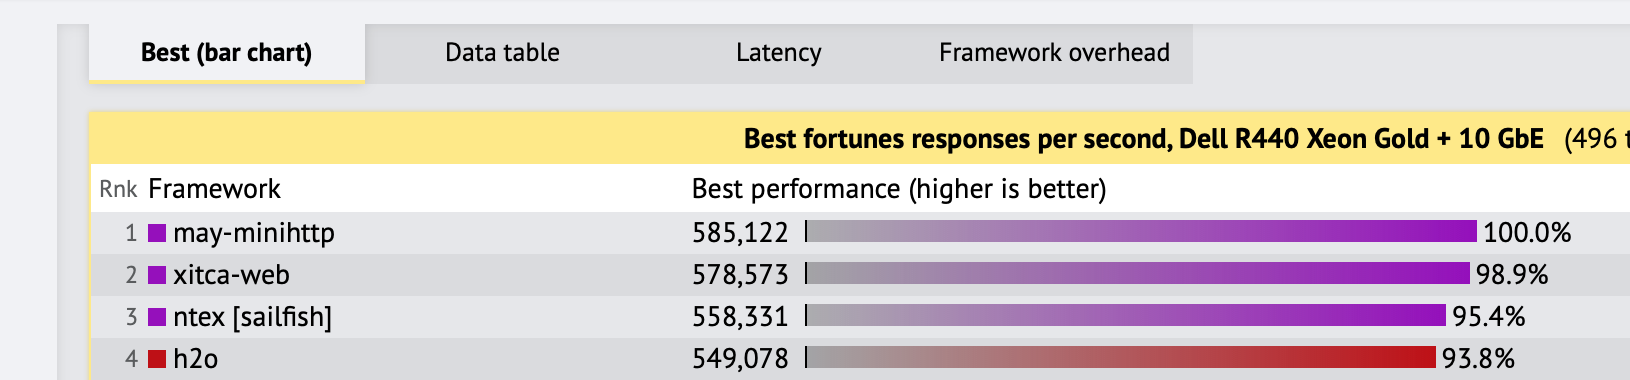 Best (bar chart) Data table Latency Framework overhead
Best fortunes responses per second, Dell R440 Xeon Gold + 10 GbE (496 t
Rnk Framework Best performance (higher is better)
1 may-minihttp 585,122 100.0%
2 xitca-web 578,573 98.9%
3 ntex [sailfish] 558,331 95.4%
4 h2o 549,078 93.8%